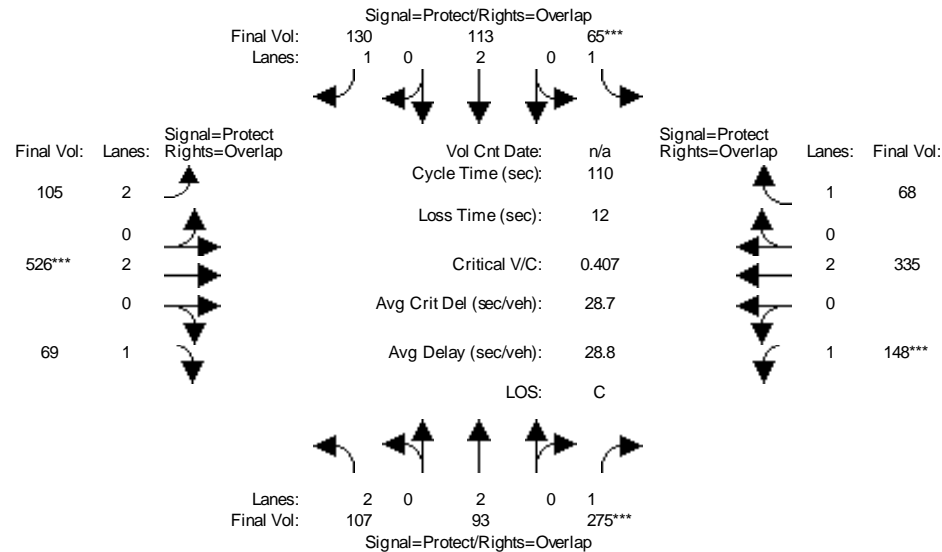 Signal=Protect/Rights=Overlap
Final Vol: 130 113 65***
Lanes: 1 0 2 0 1
Signal=Protect
Final Vol: Lanes: Rights=Overlap
Vol Cnt Date: n/a
Signal=Protect
Rights=Overlap Lanes: Final Vol:
Cycle Time (sec): 110
105 2
1 68
Loss Time (sec): 12
0
0
526*** 2
Critical V/C: 0.407
2 335
0
Avg Crit Del (sec/veh): 28.7
0
69 1
Avg Delay (sec/veh): 28.8
1 148***
LOS: C
Lanes: 2 0 2 0 1
Final Vol: 107 93 275***
Signal=Protect/Rights=Overlap